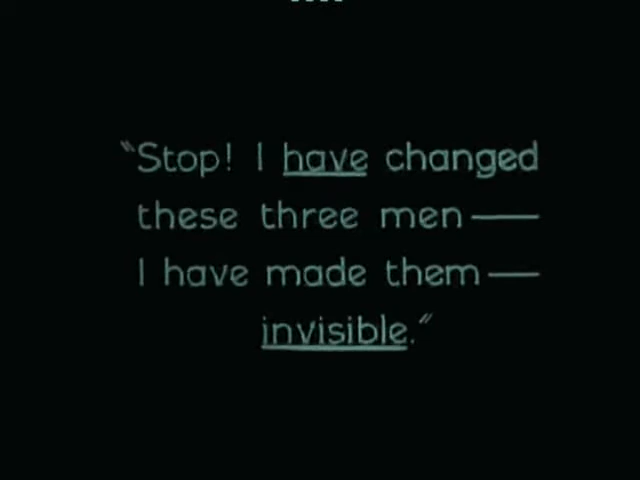 "Stop! I have changed
these three men —
I have made them —
invisible."